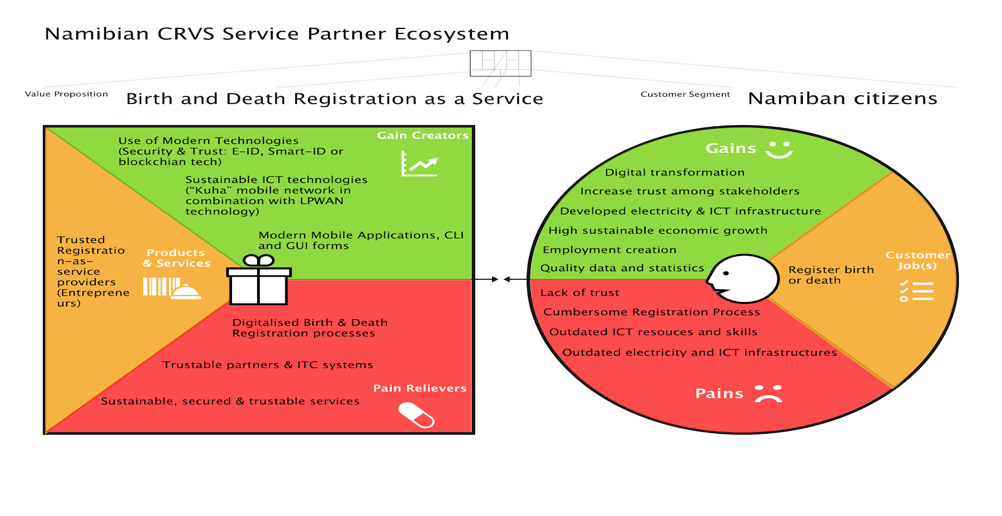 Namibian CRVS Service Partner Ecosystem
Value Proposition
Birth and Death Registration as a Service
Customer Segment
Namiban citizens
Gain Creators
Use of Modern Technologies
(Security & Trust: E-ID, Smart-ID or
blockchian tech)
Sustainable ICT technologies
("Kuha" mobile network in
combination with LPWAN
technology)
Modern Mobile Applications, CLI
and GUI forms
Trusted
Registratio
n-as-
service
providers
(Entreprene
urs)
Products
& Services
Digitalised Birth & Death
Registration processes
Trustable partners & ITC systems
Pain Relievers
Sustainable, secured & trustable services
Gains
Digital transformation
Increase trust among stakeholders
Developed electricity & ICT infrastructure
High sustainable economic growth
Employment creation
Quality data and statistics
Customer
Job(s)
Register birth
or death
Lack of trust
Cumbersome Registration Process
Outdated ICT resouces and skills
Outdated electricity and ICT infrastructures
Pains